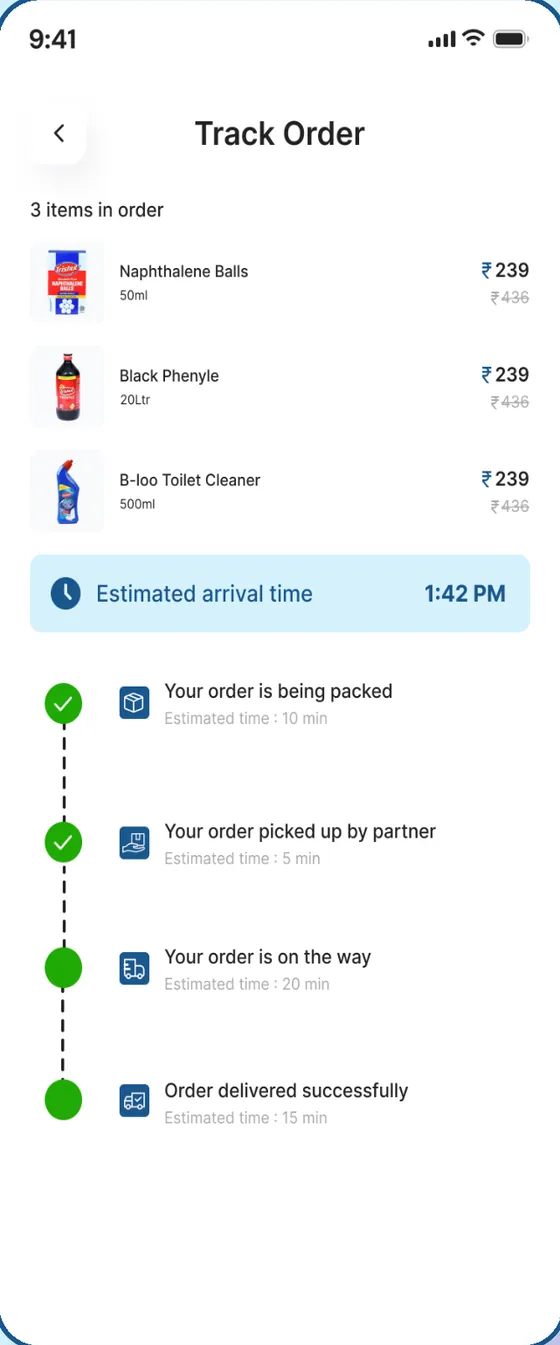 9:41
Track Order
3 items in order
NAPHTHALENE
BALLS
Naphthalene Balls
50ml
₹239
₹436
Black Phenyle
20Ltr
₹239
₹436
B-loo Toilet Cleaner
500ml
₹239
₹436
Estimated arrival time 1:42 PM
Your order is being packed
Estimated time : 10 min
Your order picked up by partner
Estimated time : 5 min
Your order is on the way
Estimated time : 20 min
Order delivered successfully
Estimated time : 15 min